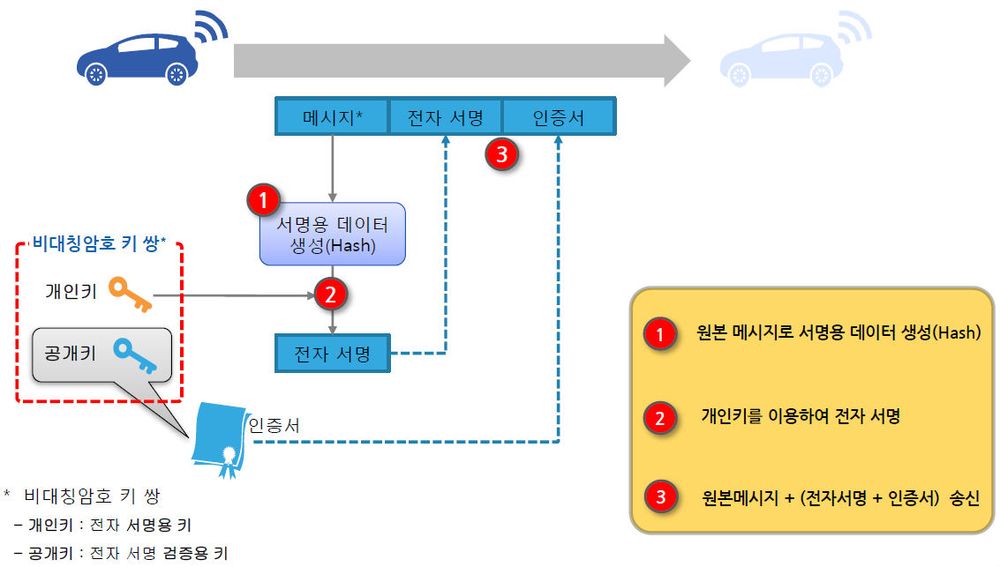 메시지*
전자 서명
인증서
3
1
서명용 데이터
생성(Hash)
비대칭암호 키 쌍*
개인키
2
공개키
전자 서명
인증서
1 원본 메시지로 서명용 데이터 생성(Hash)
2 개인키를 이용하여 전자 서명
3 원본메시지 + (전자서명 + 인증서) 송신
* 비대칭암호 키 쌍
– 개인키 : 전자 서명용 키
– 공개키 : 전자 서명 검증용 키